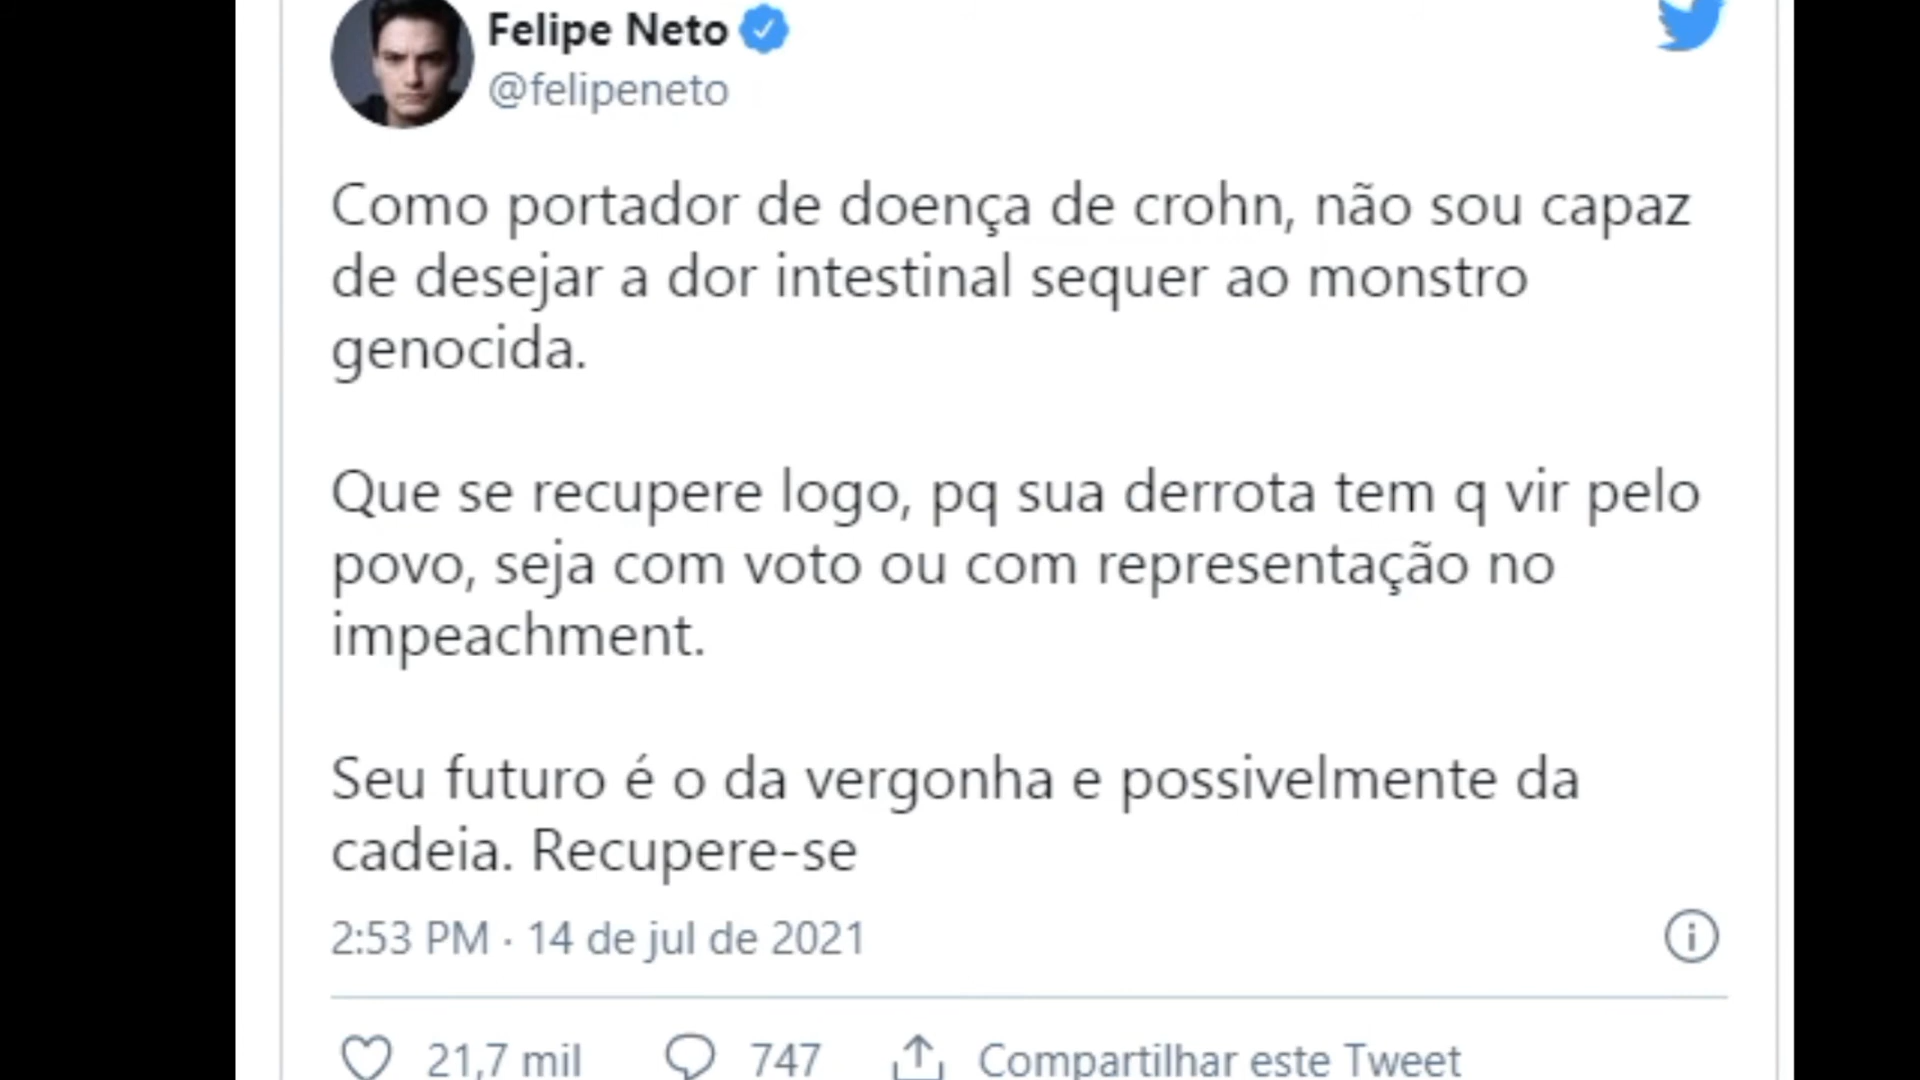 Felipe Neto
@felipeneto
Como portador de doença de crohn, não sou capaz
de desejar a dor intestinal sequer ao monstro
genocida.
Que se recupere logo, pq sua derrota tem q vir pelo
povo, seja com voto ou com representação no
impeachment.
Seu futuro é o da vergonha e possivelmente da
cadeia. Recupere-se
2:53 PM · 14 de jul de 2021
21,7 mil 747 Compartilhar este Tweet